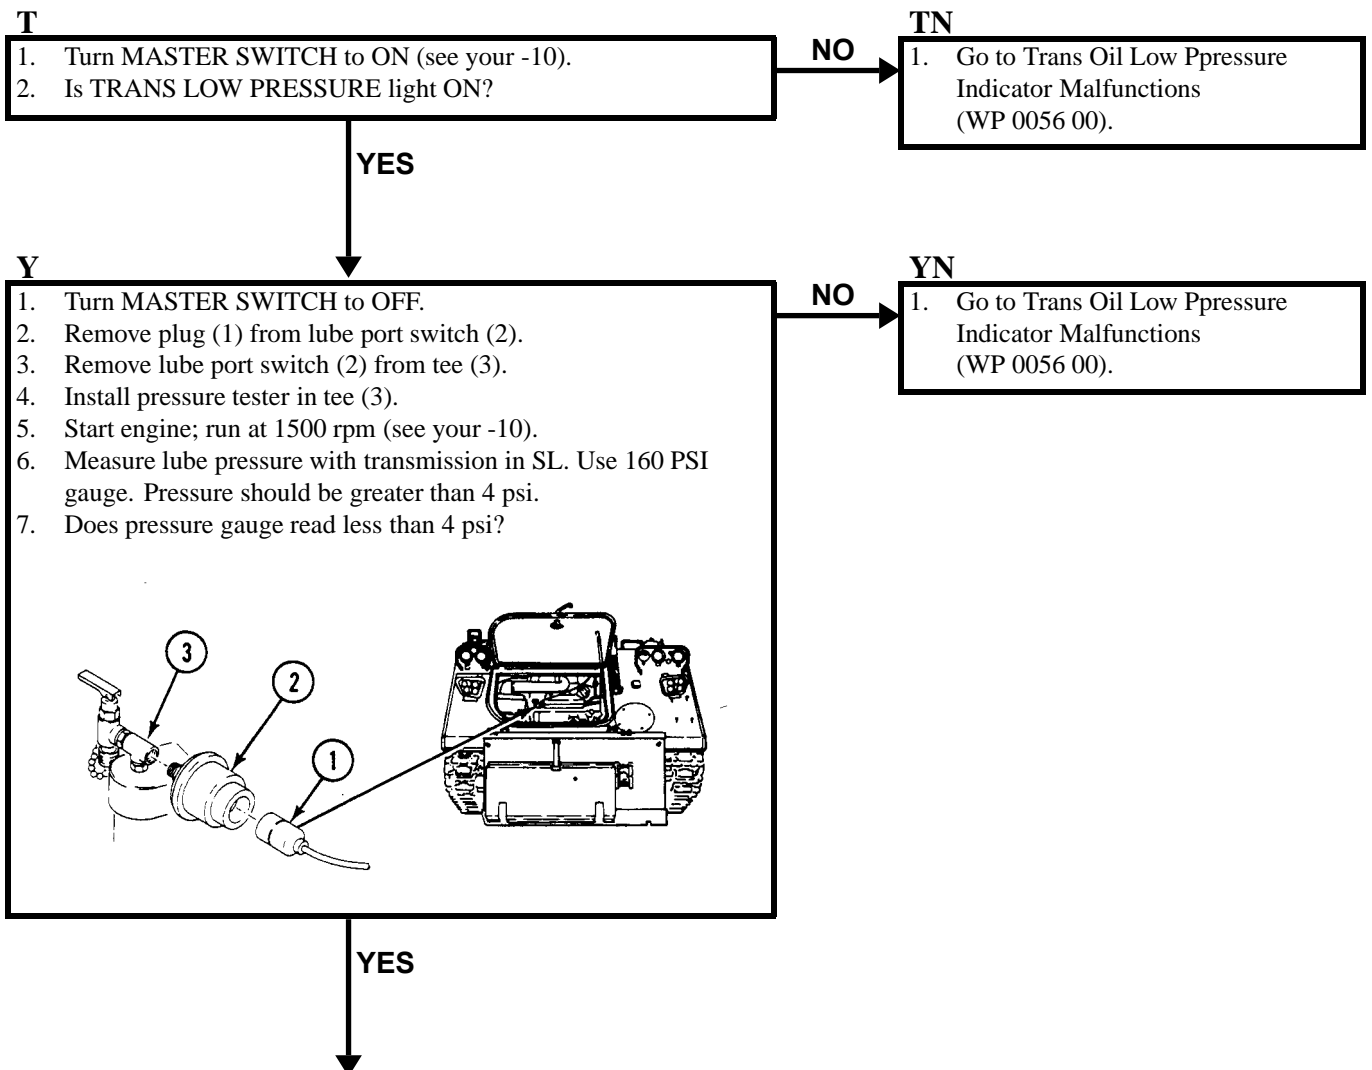 T
1. Turn MASTER SWITCH to ON (see your -10).
2. Is TRANS LOW PRESSURE light ON?
NO
TN
1. Go to Trans Oil Low Ppressure
Indicator Malfunctions
(WP 0056 00).
YES
Y
1. Turn MASTER SWITCH to OFF.
2. Remove plug (1) from lube port switch (2).
3. Remove lube port switch (2) from tee (3).
4. Install pressure tester in tee (3).
5. Start engine; run at 1500 rpm (see your -10).
6. Measure lube pressure with transmission in SL. Use 160 PSI
gauge. Pressure should be greater than 4 psi.
7. Does pressure gauge read less than 4 psi?
NO
YN
1. Go to Trans Oil Low Ppressure
Indicator Malfunctions
(WP 0056 00).
3
2
1
YES